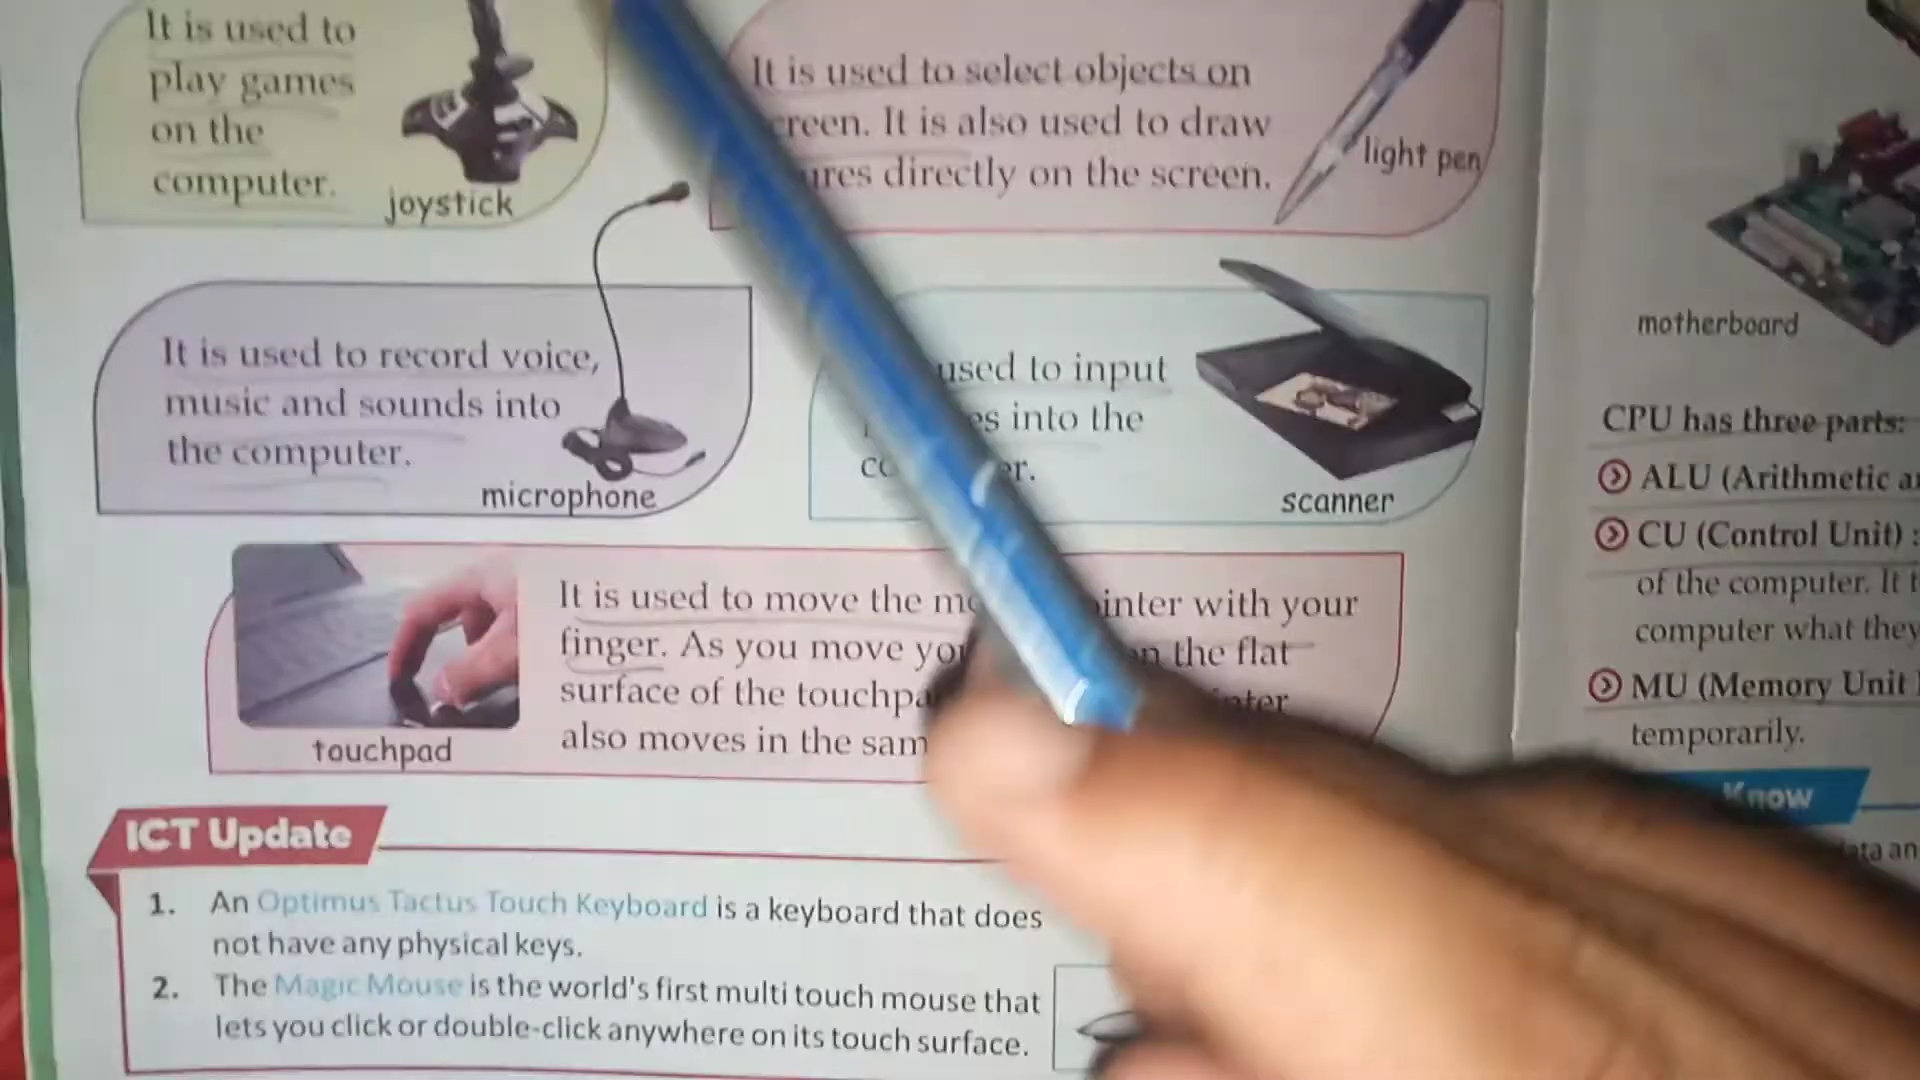 It is used to
play games
on the
computer.
joystick
It is used to select objects on
It is also used to draw
directly on the screen.
light pen
It is used to record voice,
music and sounds into
the computer.
microphone
used to input
into the
scanner
touchpad
It is used to move the with your
finger. As you move the flat
surface of the
also moves in the
ICT Update
1. An Optimus Tactus Touch Keyboard is a keyboard that does
not have any physical keys.
2. The Magic Mouse is the world's first multi touch mouse that
lets you click or double-click anywhere on its touch surface.
motherboard
CPU has three parts:
ALU (Arithmetic
CU (Control Unit) :
of the computer. It
computer what they
MU (Memory Unit
temporarily.
Know